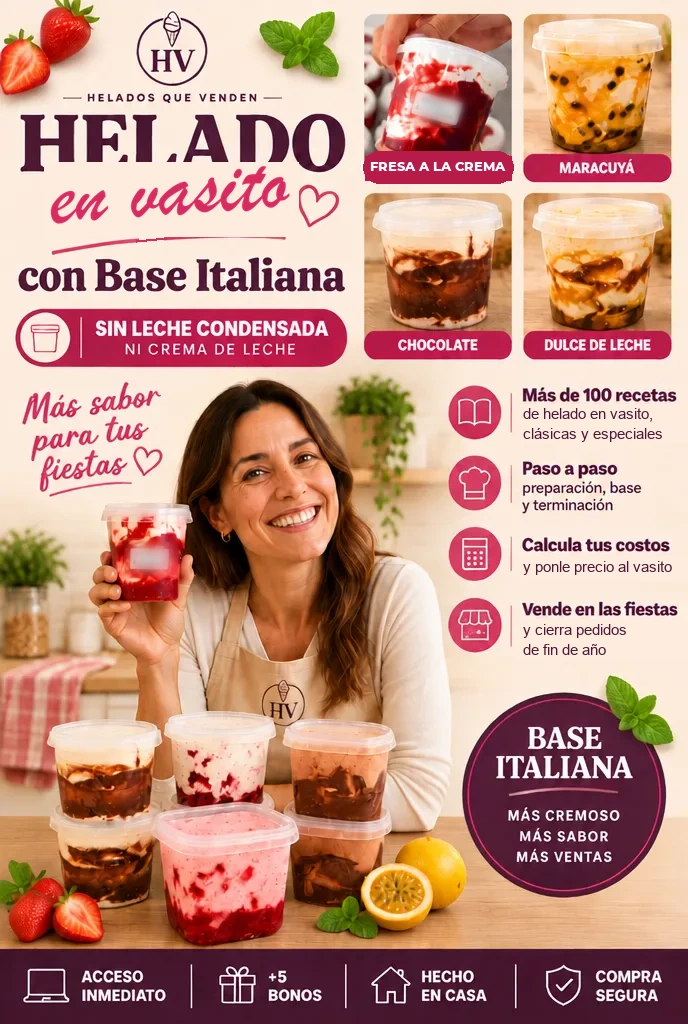 HV
HELADOS QUE VENDEN
HELADO
en vasito
con Base Italiana
SIN LECHE CONDENSADA
NI CREMA DE LECHE
FRESA A LA CREMA
MARACUYÁ
CHOCOLATE
DULCE DE LECHE
Más sabor
para tus
fiestas
Más de 100 recetas
de helado en vasito,
clásicas y especiales
Paso a paso
preparación, base
y terminación
Calcula tus costos
y ponle precio al vasito
Vende en las fiestas
y cierra pedidos
de fin de año
HV
BASE
ITALIANA
MÁS CREMOSO
MÁS SABOR
MÁS VENTAS
ACCESO
INMEDIATO
+5
BONOS
HECHO
EN CASA
COMPRA
SEGURA